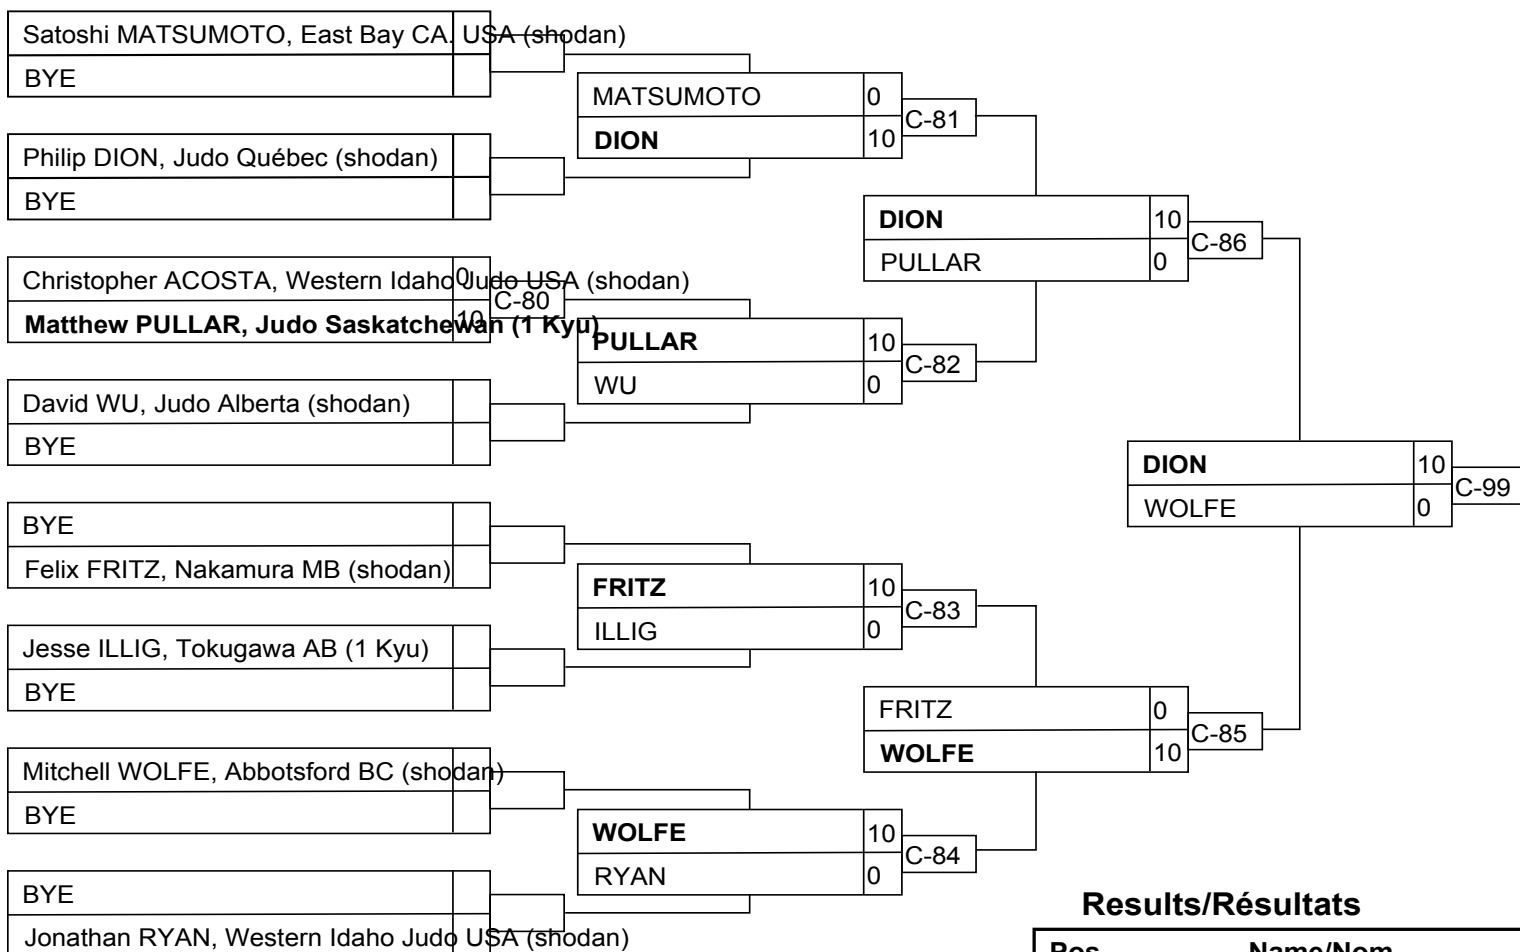 Satoshi MATSUMOTO, East Bay CA. USA (shodan)
BYE
Philip DION, Judo Québec (shodan)
BYE
Christopher ACOSTA, Western Idaho Judo USA (shodan)
0
Matthew PULLAR, Judo Saskatchewan (1 Kyu)
10
C-80
David WU, Judo Alberta (shodan)
BYE
BYE
Felix FRITZ, Nakamura MB (shodan)
Jesse ILLIG, Tokugawa AB (1 Kyu)
BYE
Mitchell WOLFE, Abbotsford BC (shodan)
BYE
BYE
Jonathan RYAN, Western Idaho Judo USA (shodan)
MATSUMOTO 0
DION 10
C-81
PULLAR 10
WU 0
C-82
FRITZ 10
ILLIG 0
C-83
WOLFE 10
RYAN 0
C-84
DION 10
PULLAR 0
C-86
FRITZ 0
WOLFE 10
C-85
DION 10
WOLFE 0
C-99
Results/Résultats
Pos. Name/Nom